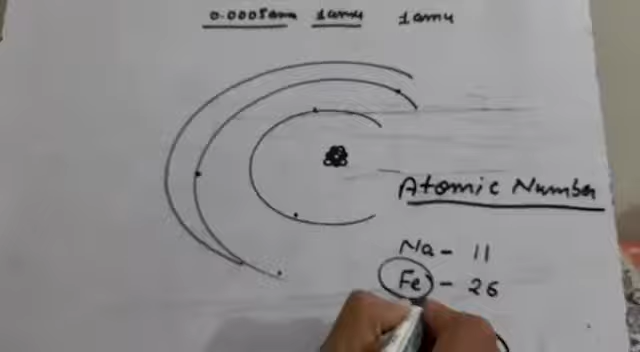 0.0005amu 1amu 1amu
Atomic Number
Na - 11
Fe - 26